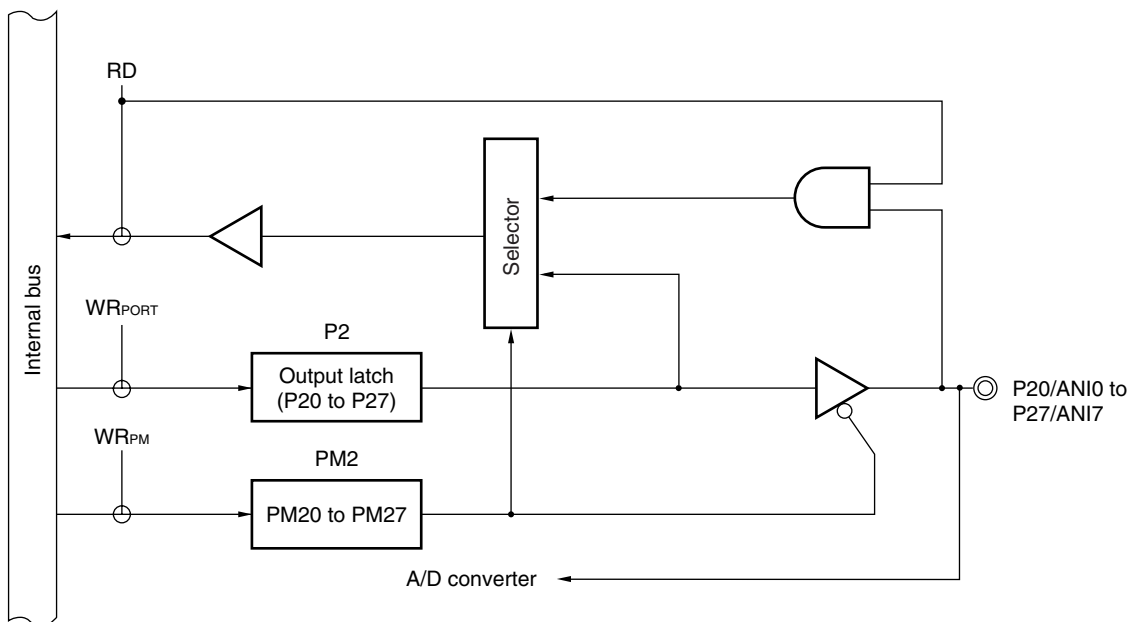 RD
Selector
Internal bus
WRPORT
P2
Output latch
(P20 to P27)
P20/ANI0 to
P27/ANI7
WRPM
PM2
PM20 to PM27
A/D converter